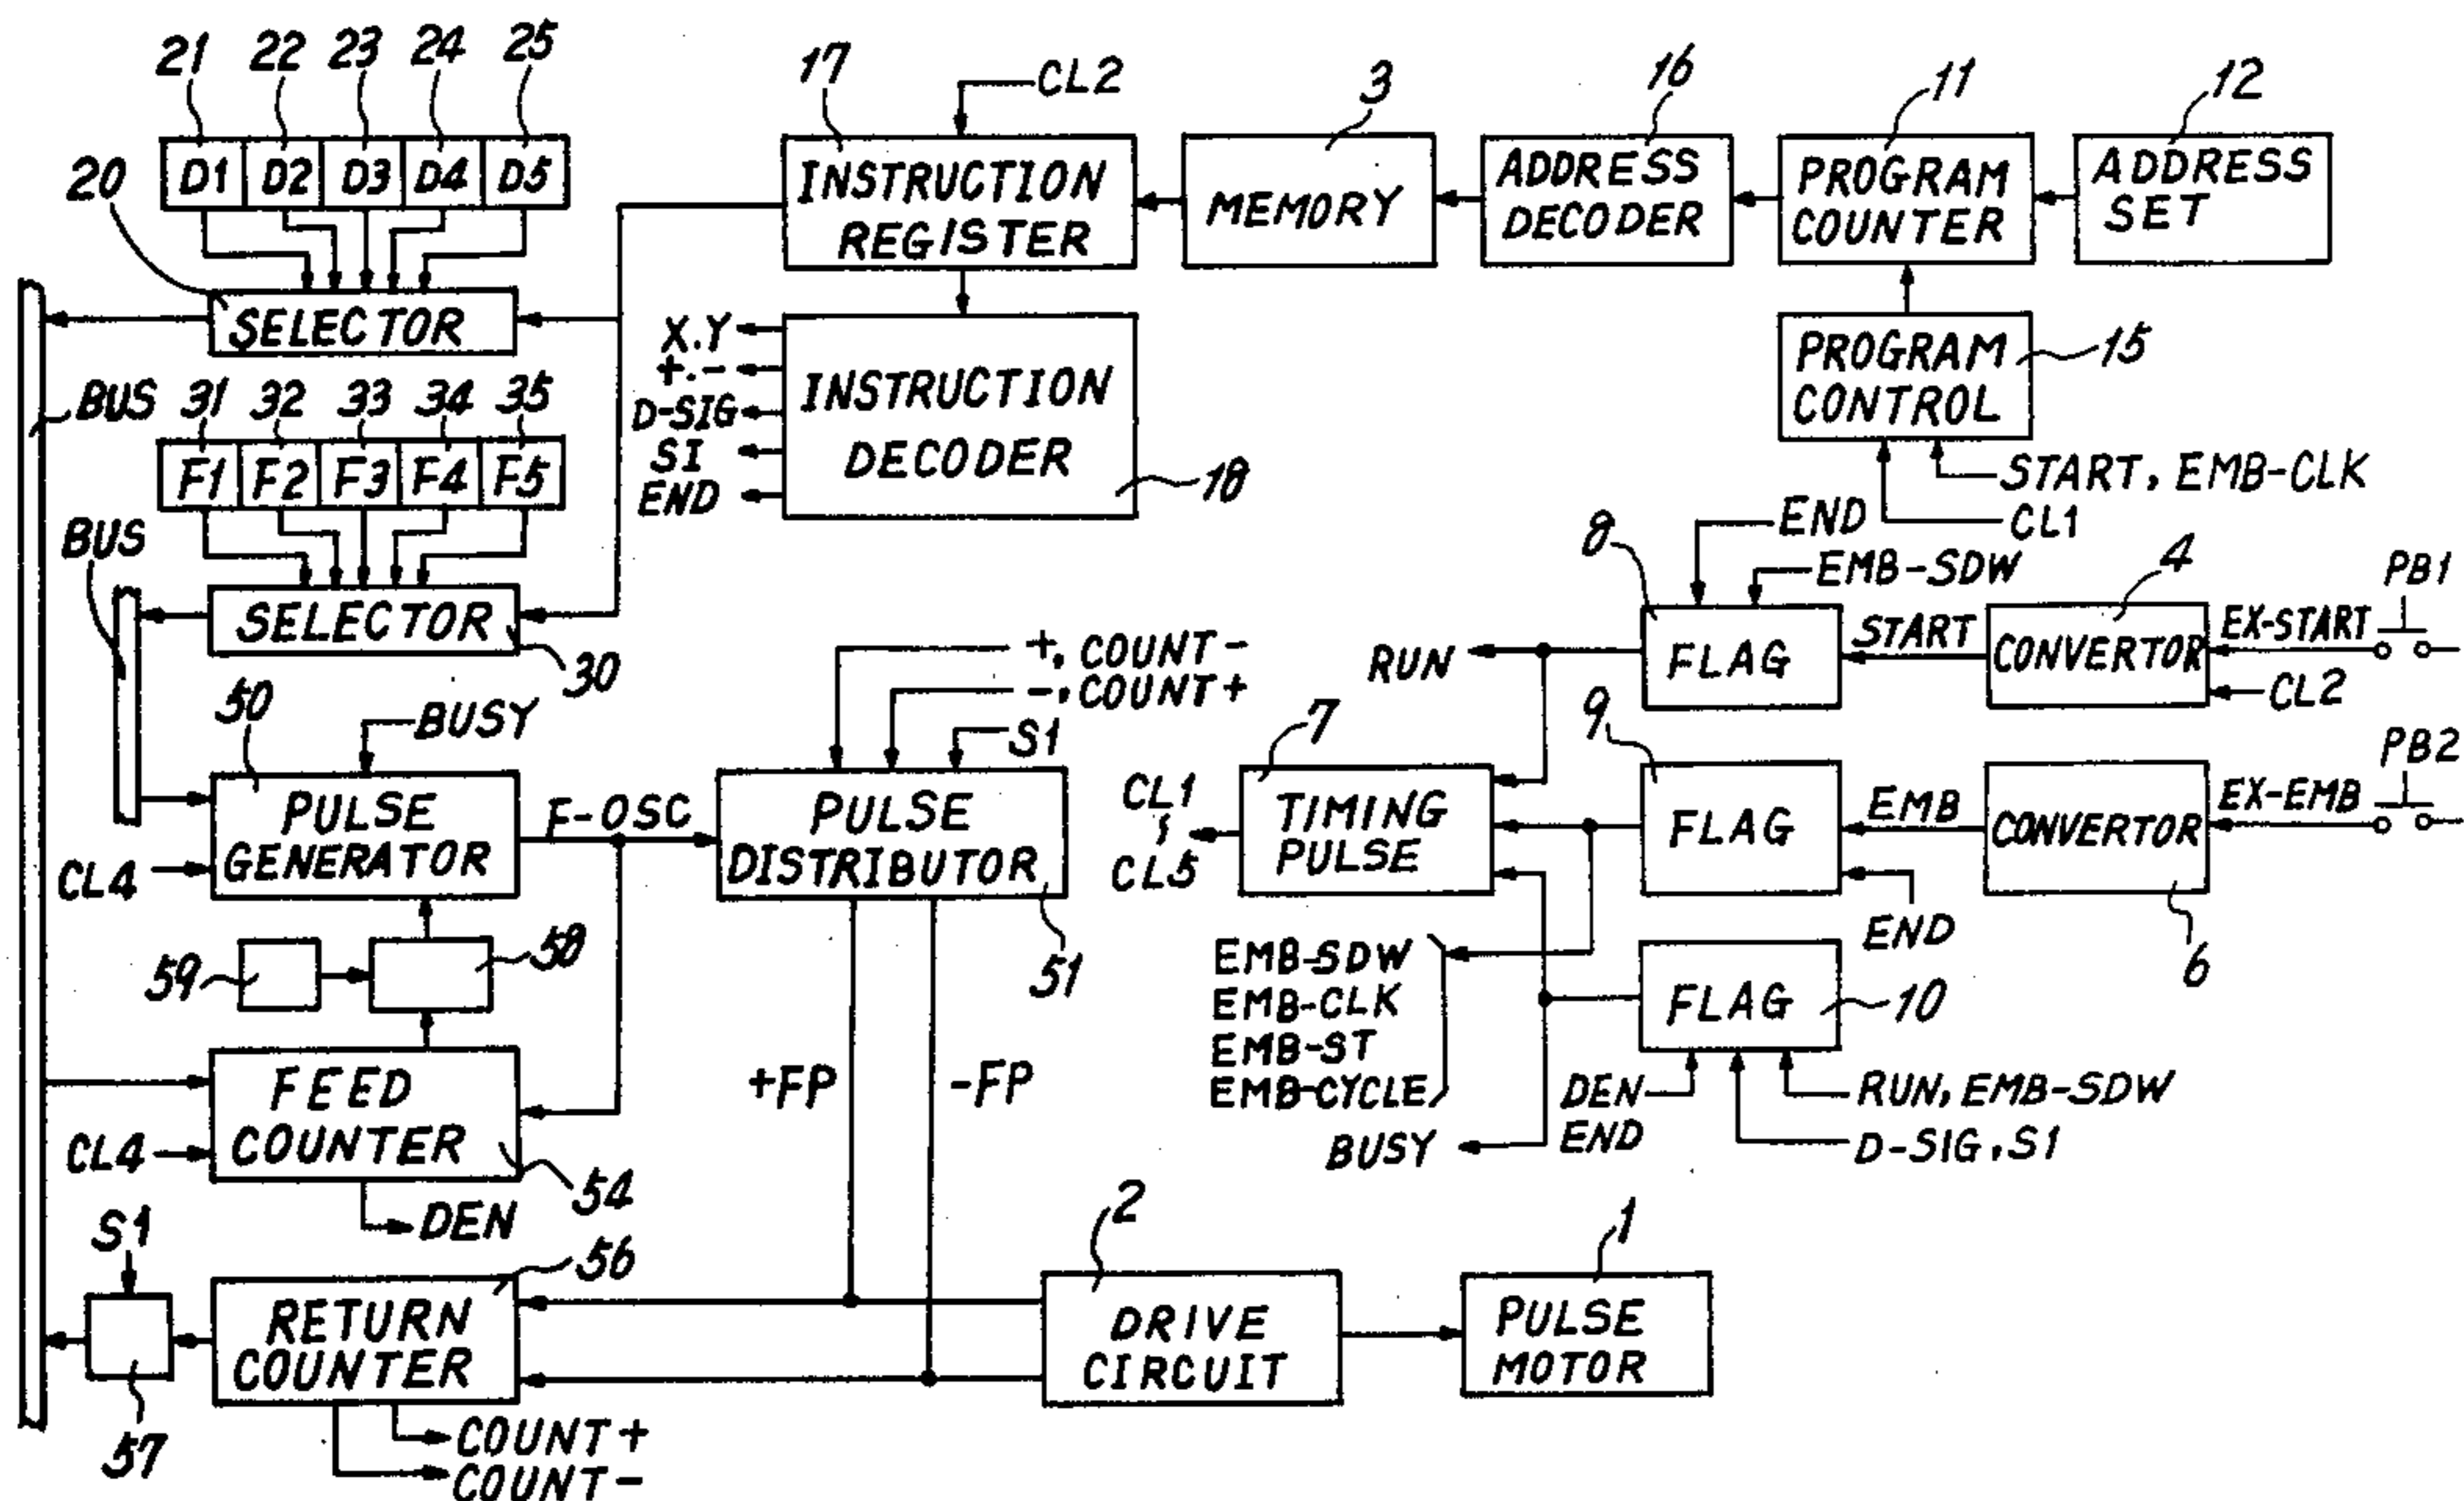 21 22 23 24 25
D1 D2 D3 D4 D5
20
SELECTOR
BUS
31 32 33 34 35
F1 F2 F3 F4 F5
BUS
SELECTOR
30
17
CL2
INSTRUCTION
REGISTER
3
MEMORY
16
ADDRESS
DECODER
11
PROGRAM
COUNTER
12
ADDRESS
SET
X.Y
+.-
D-SIG
SI
END
INSTRUCTION
DECODER
18
PROGRAM
CONTROL
15
START, EMB-CLK
CL1
END
8
EMB-SDW
FLAG
RUN
START
4
CONVERTOR
EX-START
PB1
CL2
50
BUSY
PULSE
GENERATOR
CL4
F-OSC
+, COUNT-
-, COUNT+
S1
PULSE
DISTRIBUTOR
51
7
CL1
CL5
TIMING
PULSE
9
FLAG
EMB
CONVERTOR
6
EX-EMB
PB2
END
59
58
EMB-SDW
EMB-CLK
EMB-ST
EMB-CYCLE
BUSY
FLAG
10
DEN
END
RUN, EMB-SDW
D-SIG, S1
FEED
COUNTER
CL4
54
DEN
+FP
-FP
S1
57
56
RETURN
COUNTER
COUNT+
COUNT-
2
DRIVE
CIRCUIT
1
PULSE
MOTOR